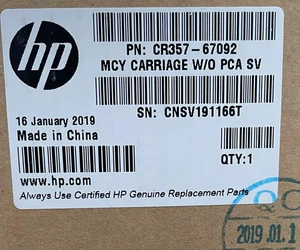 hp
PN: CR357-67092
MCY CARRIAGE W/O PCA SV
SN: CNSV191166T
16 January 2019
Made in China
QTY:1
www.hp.com
Always Use Certified HP Genuine Replacement Parts
QC
2019.01.1